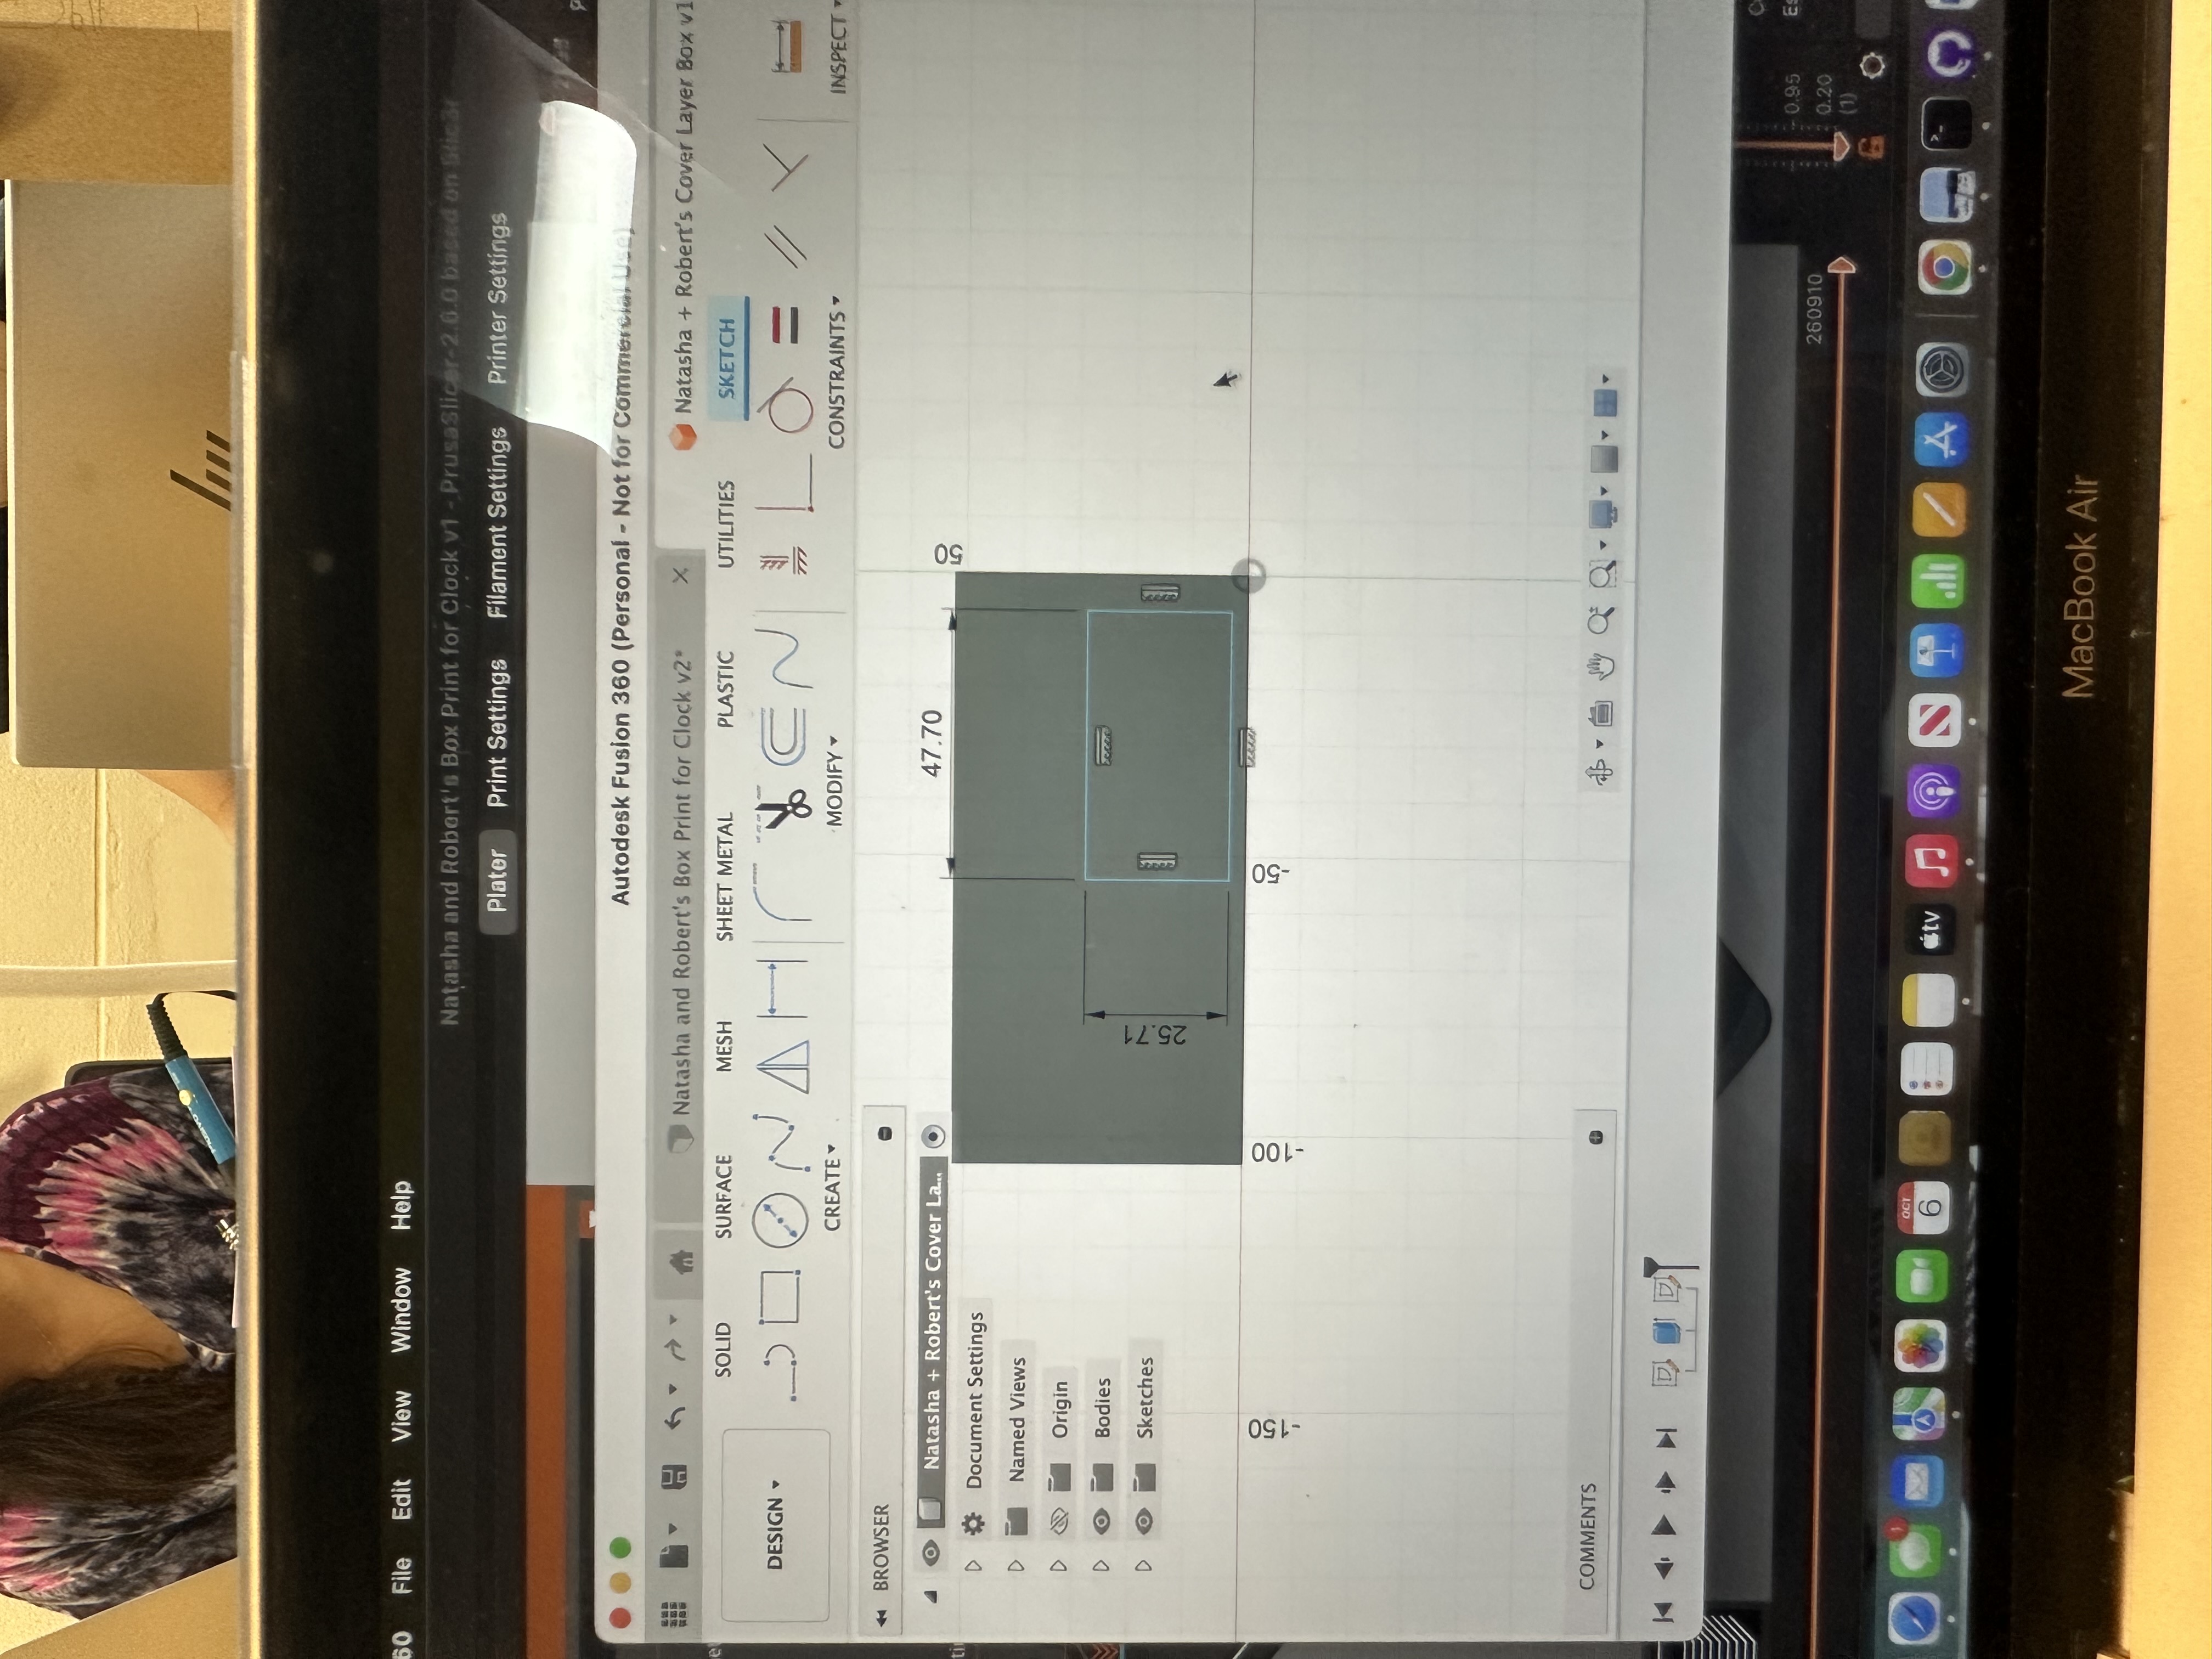 60 File Edit View Window Help
Natasha and Robert's Box Print for Clock v1 - PrusaSlicer-2.6.0 based on Slic3r
Plater Print Settings Filament Settings Printer Settings
Autodesk Fusion 360 (Personal - Not for Commercial Use)
Natasha and Robert's Box Print for Clock v2*
Natasha + Robert's Cover Layer Box v1
SOLID SURFACE MESH SHEET METAL PLASTIC UTILITIES SKETCH
DESIGN
CREATE MODIFY CONSTRAINTS INSPECT
BROWSER
Natasha + Robert's Cover La...
Document Settings
Named Views
Origin
Bodies
Sketches
47.70
50
25.71
-150
-100
-50
COMMENTS
260910
0.95
0.20
(1)
1
OCT
6
tv
MacBook Air